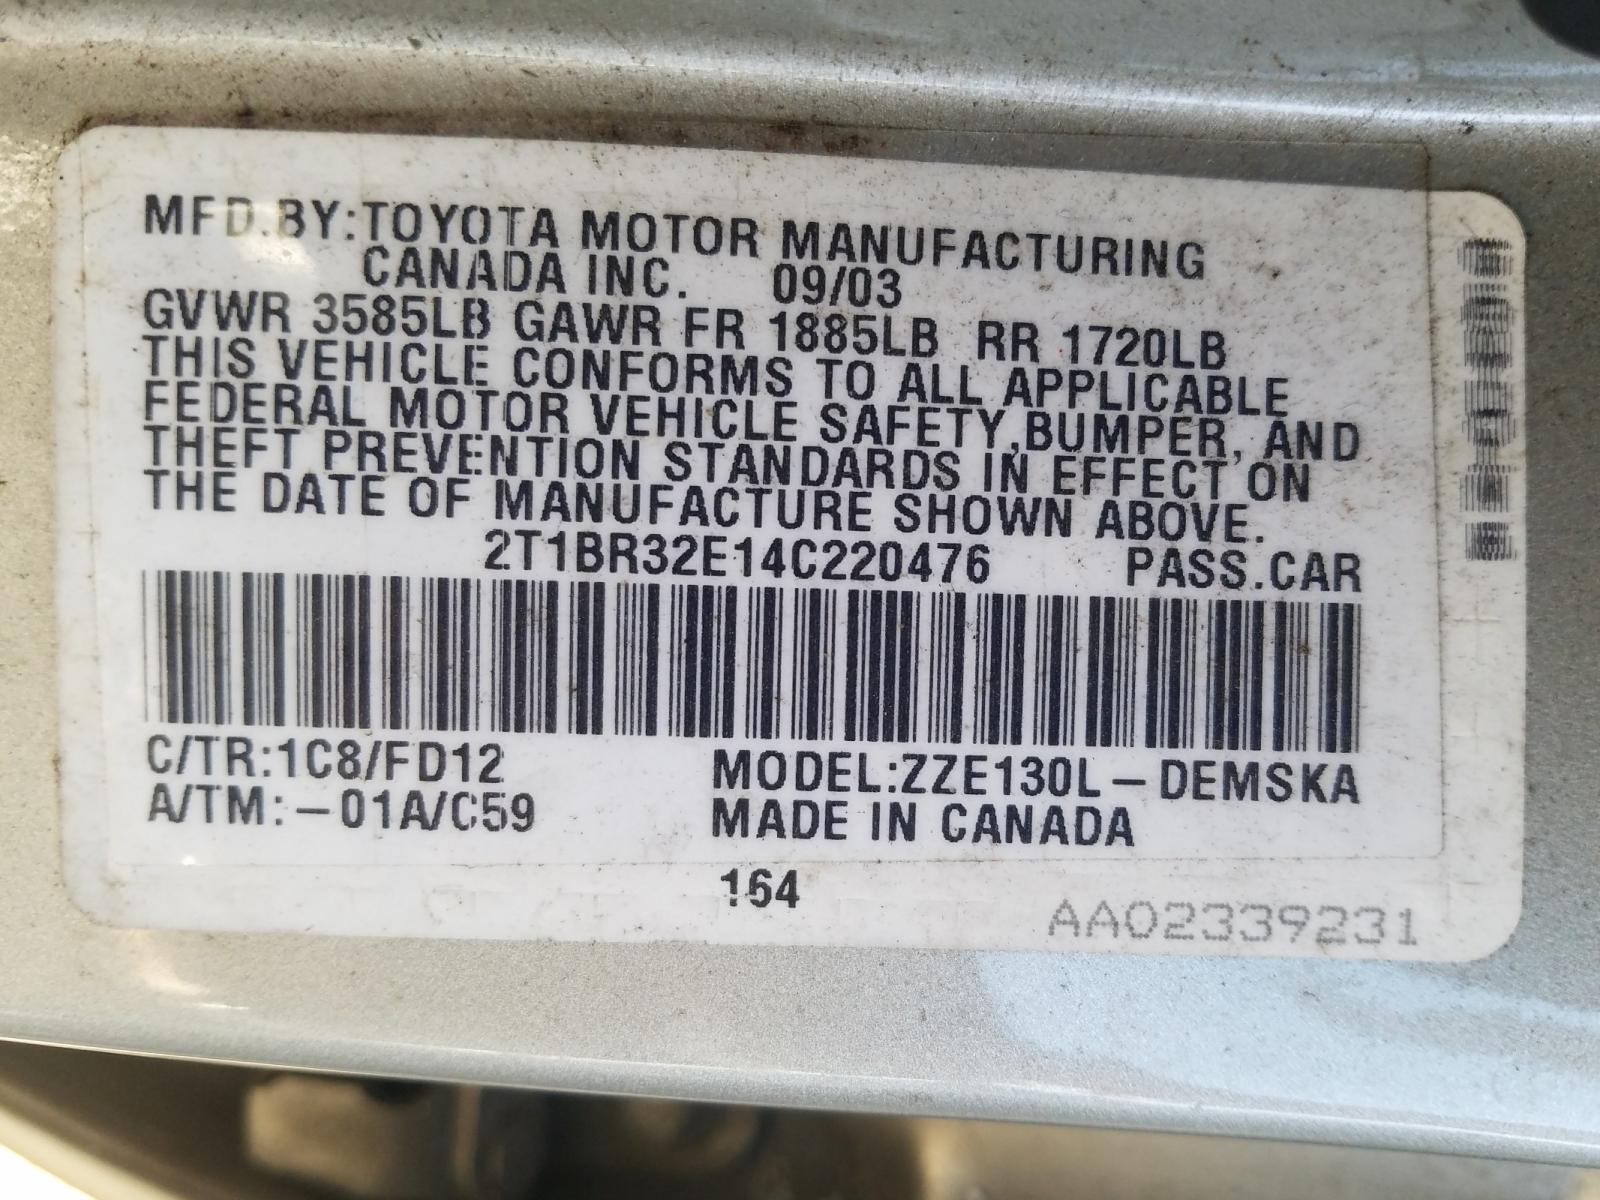 MFD.BY:TOYOTA MOTOR MANUFACTURING
CANADA INC. 09/03
GVWR 3585LB GAWR FR 1885LB RR 1720LB
THIS VEHICLE CONFORMS TO ALL APPLICABLE
FEDERAL MOTOR VEHICLE SAFETY,BUMPER, AND
THEFT PREVENTION STANDARDS IN EFFECT ON
THE DATE OF MANUFACTURE SHOWN ABOVE.
2T1BR32E14C220476 PASS.CAR
C/TR:1C8/FD12 MODEL:ZZE130L-DEMSKA
A/TM:-01A/C59 MADE IN CANADA
164
AA02339231